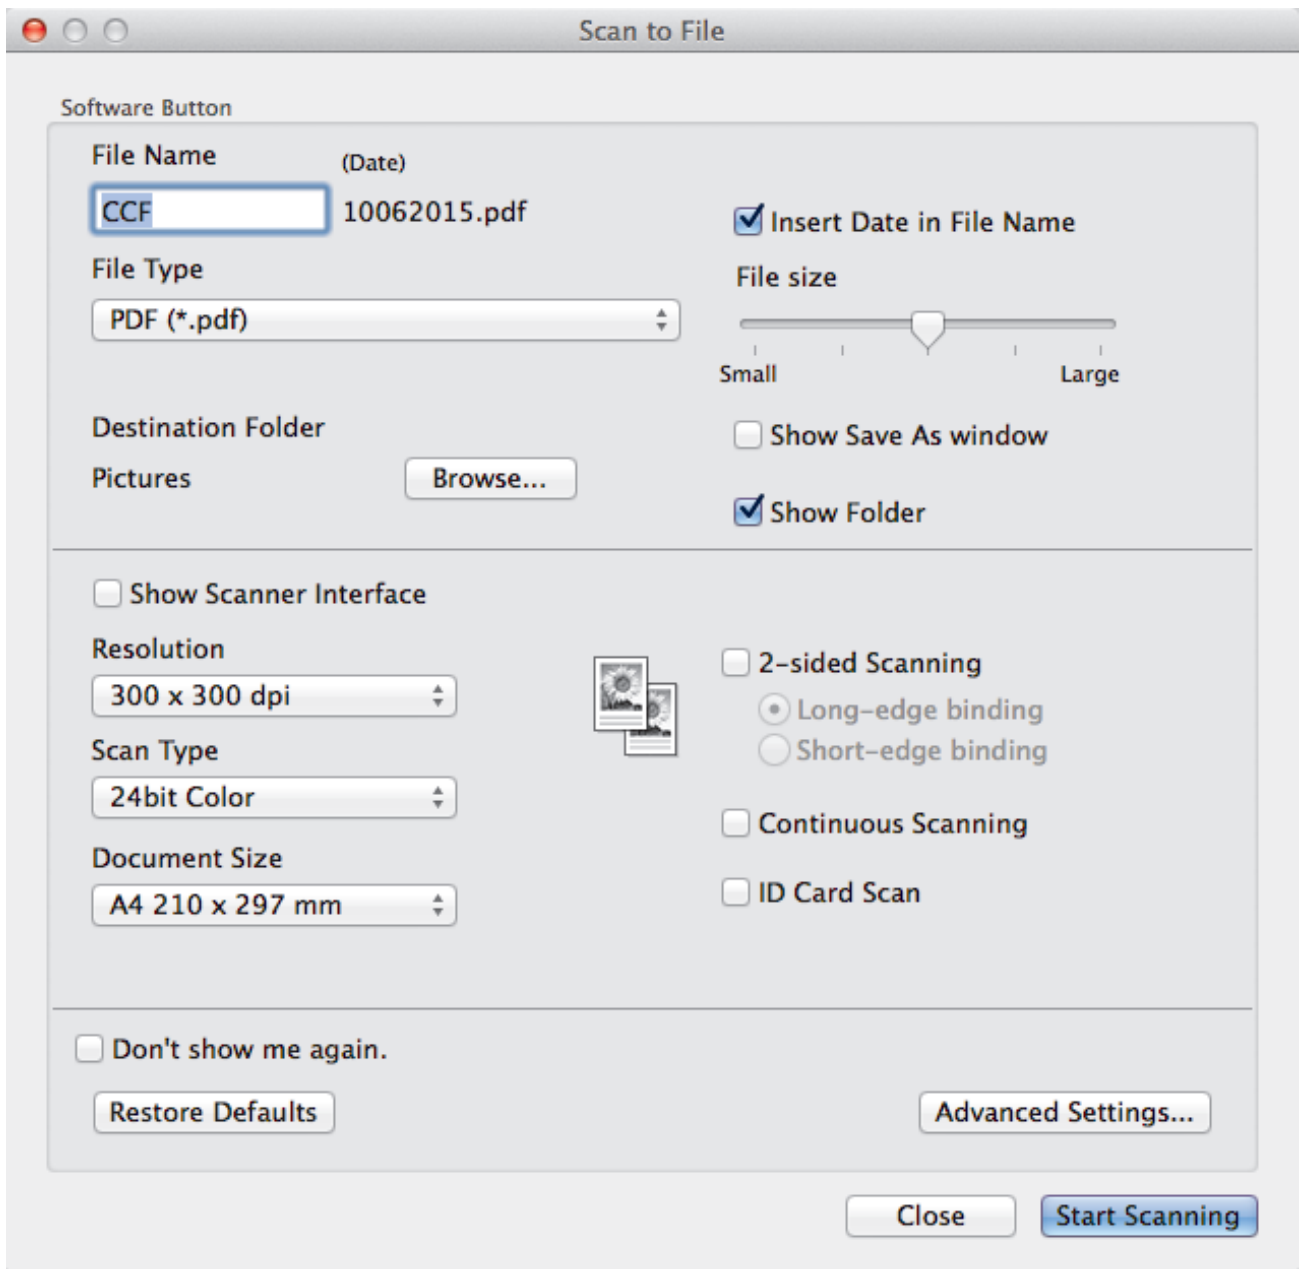 Scan to File
Software Button
File Name (Date)
CCF 10062015.pdf
Insert Date in File Name
File Type
File size
PDF (*.pdf)
Small Large
Destination Folder
Show Save As window
Pictures Browse...
Show Folder
Show Scanner Interface
Resolution
2-sided Scanning
300 x 300 dpi
Long-edge binding
Scan Type
Short-edge binding
24bit Color
Continuous Scanning
Document Size
ID Card Scan
A4 210 x 297 mm
Don't show me again.
Restore Defaults Advanced Settings...
Close Start Scanning